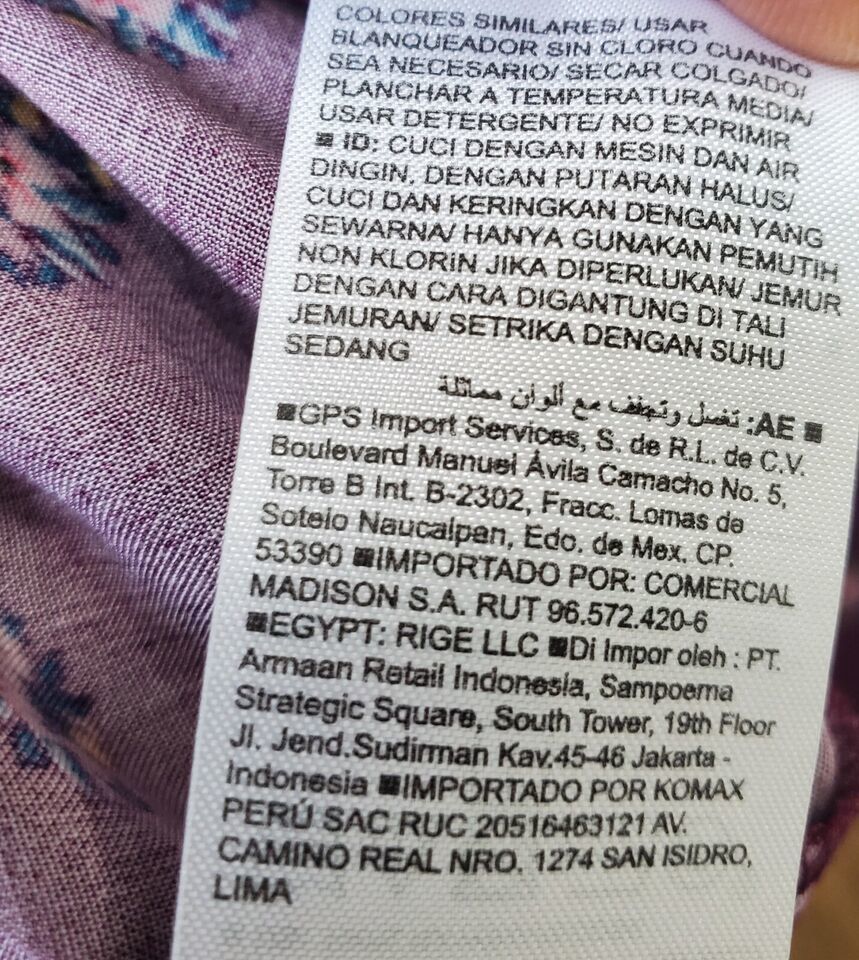 COLORES SIMILARES/ USAR
BLANQUEADOR SIN CLORO CUANDO
SEA NECESARIO/ SECAR COLGADO/
PLANCHAR A TEMPERATURA MEDIA/
USAR DETERGENTE/ NO EXPRIMIR
■ ID: CUCI DENGAN MESIN DAN AIR
DINGIN, DENGAN PUTARAN HALUS/
CUCI DAN KERINGKAN DENGAN YANG
SEWARNA/ HANYA GUNAKAN PEMUTIH
NON KLORIN JIKA DIPERLUKAN/ JEMUR
DENGAN CARA DIGANTUNG DI TALI
JEMURAN/ SETRIKA DENGAN SUHU
SEDANG
■ AE: تغسل وتجفف مع ألوان مماثلة
■GPS Import Services, S. de R.L. de C.V.
Boulevard Manuel Ávila Camacho No. 5,
Torre B Int. B-2302, Fracc. Lomas de
Sotelo Naucalpan, Edo. de Mex. CP.
53390 ■IMPORTADO POR: COMERCIAL
MADISON S.A. RUT 96.572.420-6
■EGYPT: RIGE LLC ■Di Impor oleh : PT.
Armaan Retail Indonesia, Sampoerna
Strategic Square, South Tower, 19th Floor
Jl. Jend.Sudirman Kav.45-46 Jakarta -
Indonesia ■IMPORTADO POR KOMAX
PERÚ SAC RUC 20516463121 AV.
CAMINO REAL NRO. 1274 SAN ISIDRO,
LIMA